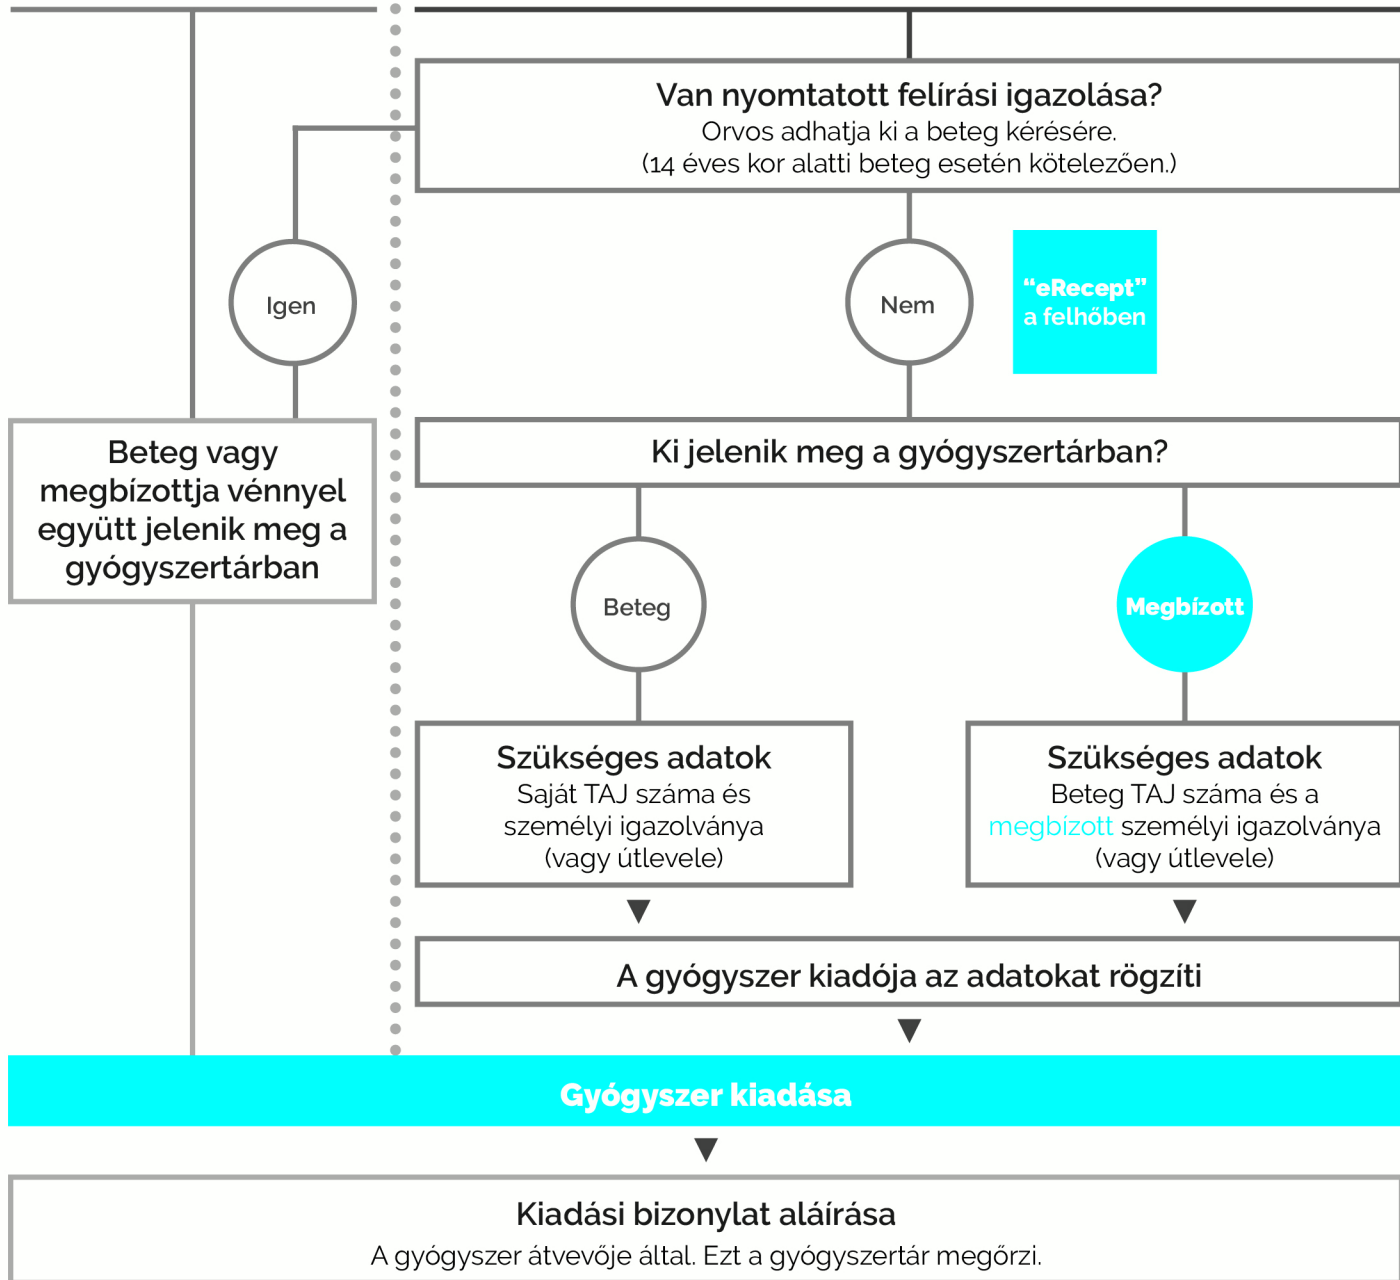 Van nyomtatott felírási igazolása?
Orvos adhatja ki a beteg kérésére.
(14 éves kor alatti beteg esetén kötelezően.)
Igen
Nem
“eRecept”
a felhőben
Beteg vagy
megbízottja vénnyel
együtt jelenik meg a
gyógyszertárban
Ki jelenik meg a gyógyszertárban?
Beteg
Megbízott
Szükséges adatok
Saját TAJ száma és
személyi igazolványa
(vagy útlevele)
Szükséges adatok
Beteg TAJ száma és a
megbízott személyi igazolványa
(vagy útlevele)
A gyógyszer kiadója az adatokat rögzíti
Gyógyszer kiadása
Kiadási bizonylat aláírása
A gyógyszer átvevője által. Ezt a gyógyszertár megőrzi.